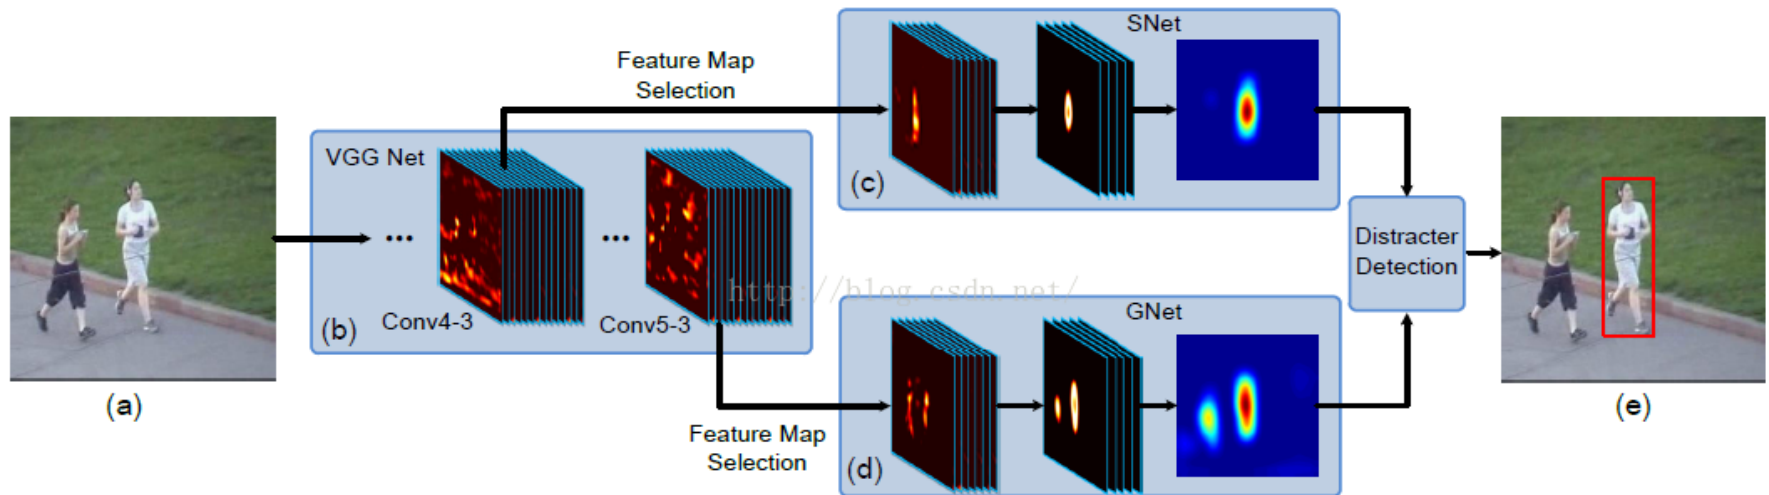 SNet
Feature Map
Selection
(c)
VGG Net
...
...
Conv4-3
Conv5-3
(b)
Distracter
Detection
http://blog.csdn.net/
GNet
(a)
(e)
Feature Map
Selection
(d)